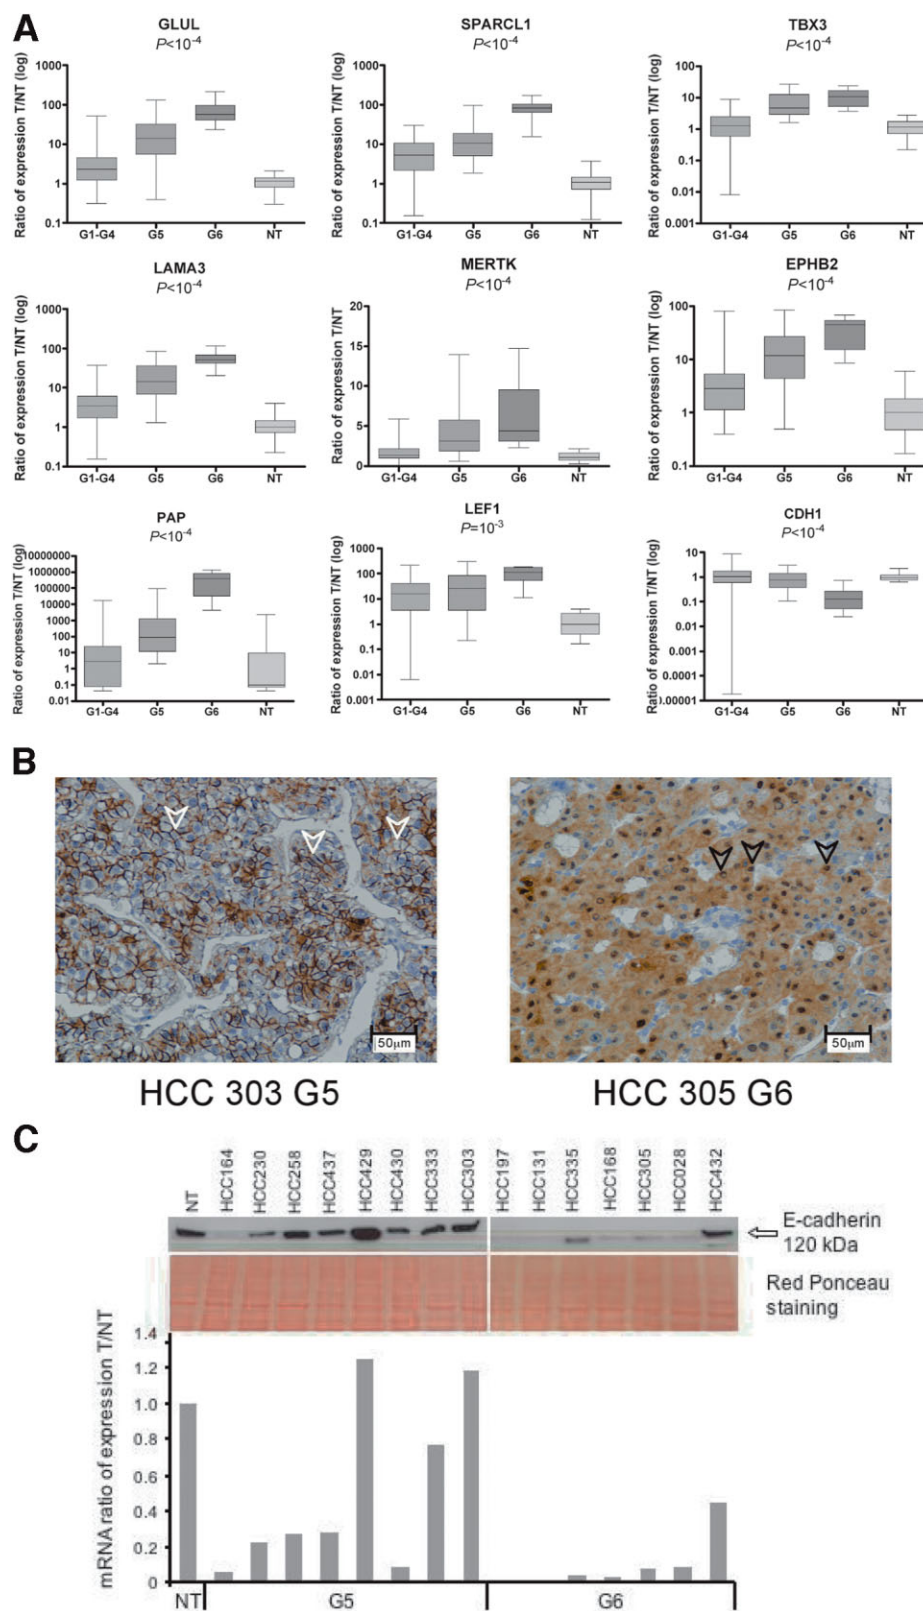 A
GLUL
P<10-4
Ratio of expression T/NT (log)
1000
100
10
1
0.1
G1-G4 G5 G6 NT
SPARCL1
P<10-4
Ratio of expression T/NT (log)
1000
100
10
1
0.1
G1-G4 G5 G6 NT
TBX3
P<10-4
Ratio of expression T/NT (log)
100
10
1
0.1
0.01
0.001
G1-G4 G5 G6 NT
LAMA3
P<10-4
Ratio of expression T/NT (log)
1000
100
10
1
0.1
G1-G4 G5 G6 NT
MERTK
P<10-4
Ratio of expression T/NT
20
15
10
5
0
G1-G4 G5 G6 NT
EPHB2
P<10-4
Ratio of expression T/NT (log)
100
10
1
0.1
G1-G4 G5 G6 NT
PAP
P<10-4
Ratio of expression T/NT (log)
10000000
1000000
100000
10000
1000
100
10
1
0.1
0.01
G1-G4 G5 G6 NT
LEF1
P=10-3
Ratio of expression T/NT (log)
1000
100
10
1
0.1
0.01
0.001
G1-G4 G5 G6 NT
CDH1
P<10-4
Ratio of expression T/NT (log)
10
1
0.1
0.01
0.001
0.0001
0.00001
G1-G4 G5 G6 NT
B
50µm
50µm
HCC 303 G5
HCC 305 G6
C
NT
HCC164
HCC230
HCC258
HCC437
HCC429
HCC430
HCC333
HCC303
HCC197
HCC131
HCC335
HCC168
HCC305
HCC028
HCC432
E-cadherin
120 kDa
Red Ponceau
staining
mRNA ratio of expression T/NT
1.4
1.2
1.0
0.8
0.6
0.4
0.2
0
NT G5 G6